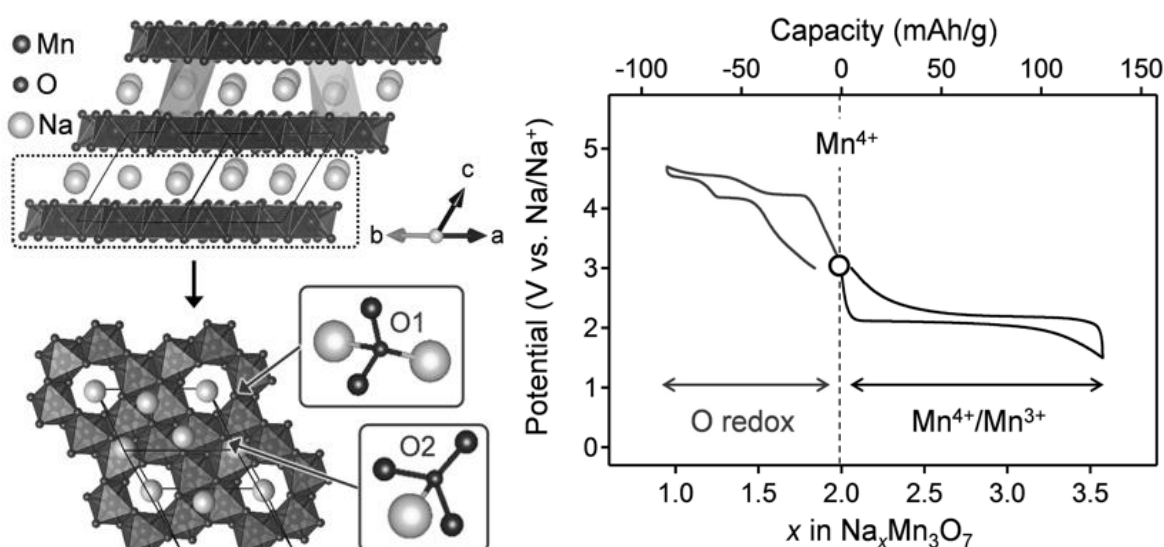 Mn
O
Na
c
b
a
O1
O2
Capacity (mAh/g)
-100 -50 0 50 100 150
Mn⁴⁺
Potential (V vs. Na/Na⁺)
5
4
3
2
1
0
O redox
Mn⁴⁺/Mn³⁺
1.0 1.5 2.0 2.5 3.0 3.5
x in NaₓMn₃O₇